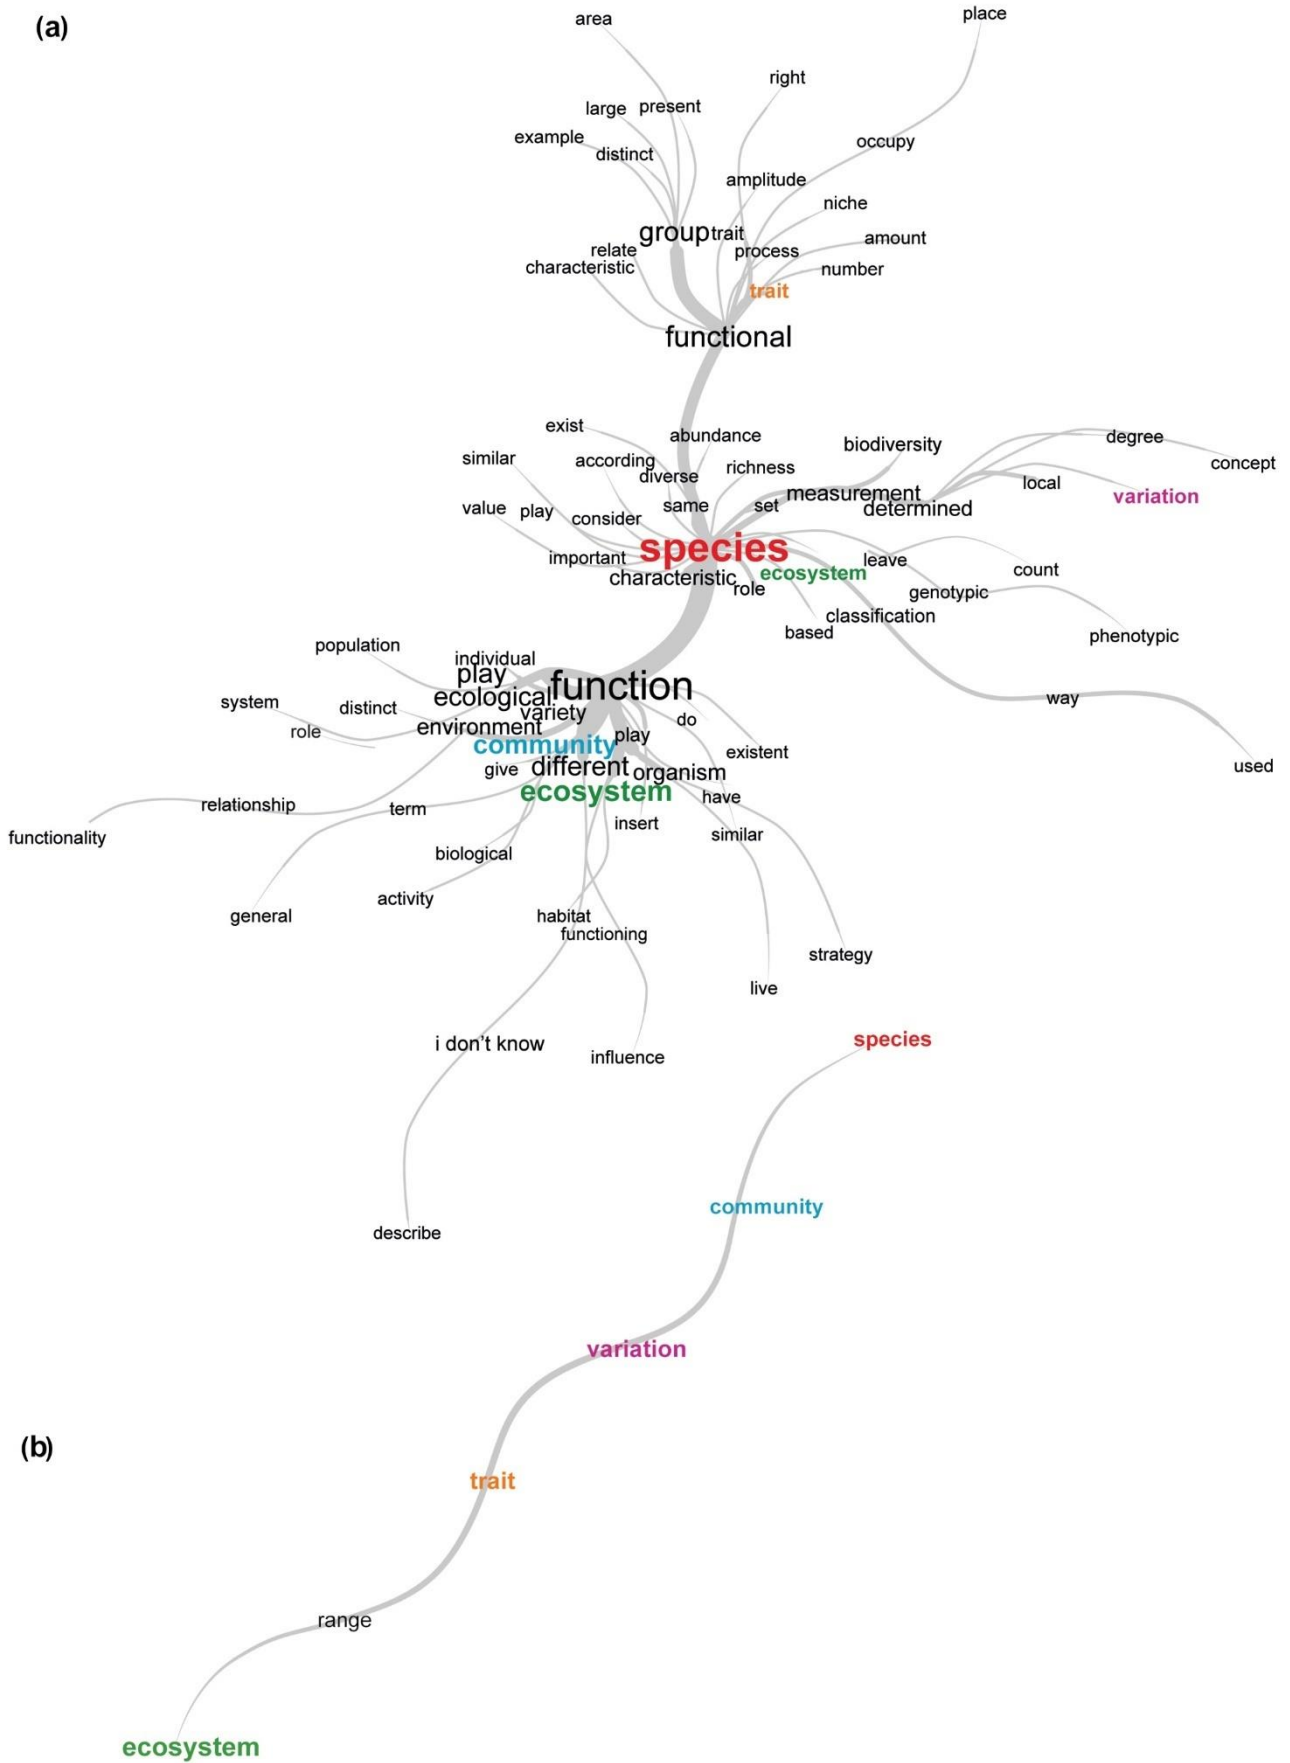 (a)
area
place
right
large
present
example
occupy
distinct
amplitude
niche
group
trait
amount
relate
process
characteristic
number
trait
functional
exist
abundance
degree
biodiversity
similar
according
concept
richness
diverse
local
measurement
variation
value
play
same
set
determined
consider
species
important
leave
count
characteristic
ecosystem
role
genotypic
classification
based
phenotypic
population
individual
play
function
ecological
way
system
distinct
variety
do
environment
role
play
community
existent
used
give
different
organism
ecosystem
have
relationship
term
insert
similar
functionality
biological
activity
general
habitat
functioning
strategy
live
species
i don't know
influence
community
describe
variation
(b)
trait
range
ecosystem